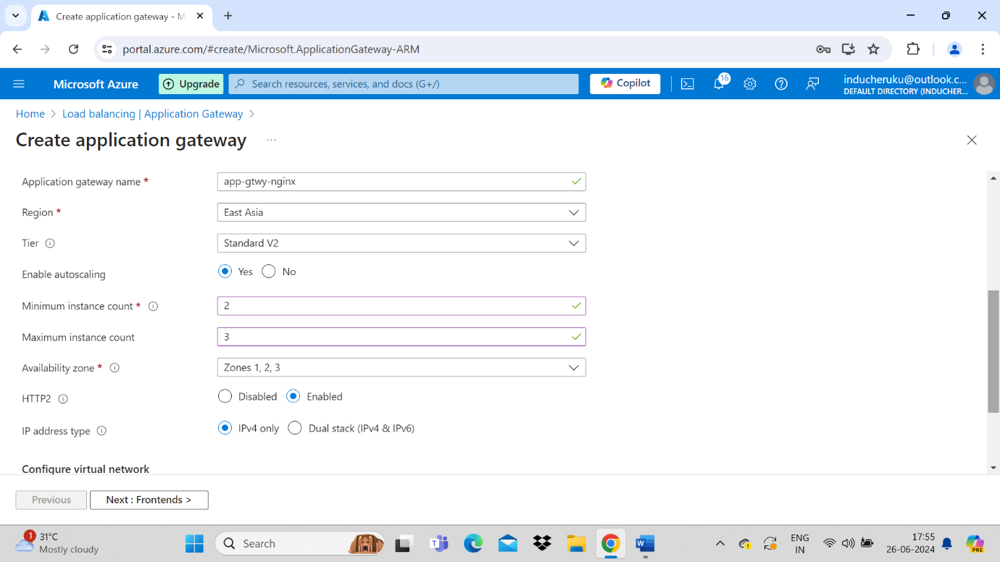 Create application gateway - M
portal.azure.com/#create/Microsoft.ApplicationGateway-ARM
Microsoft Azure
Upgrade
Search resources, services, and docs (G+/)
Copilot
16
inducheruku@outlook.c...
DEFAULT DIRECTORY (INDUCHER...
Home > Load balancing | Application Gateway >
Create application gateway ...
Application gateway name *
app-gtwy-nginx
Region *
East Asia
Tier
Standard V2
Enable autoscaling
Yes No
Minimum instance count *
2
Maximum instance count
3
Availability zone *
Zones 1, 2, 3
HTTP2
Disabled Enabled
IP address type
IPv4 only Dual stack (IPv4 & IPv6)
Configure virtual network
Previous
Next : Frontends >
1
31°C
Mostly cloudy
Search
ENG
IN
17:55
26-06-2024
PRE